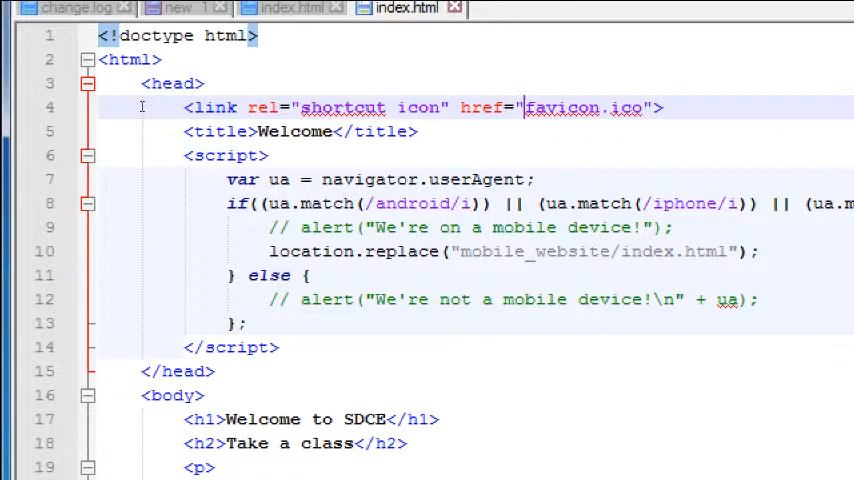 change.log new 1 index.html index.html
1 <!doctype html>
2 <html>
3 <head>
4 <link rel="shortcut icon" href="favicon.ico">
5 <title>Welcome</title>
6 <script>
7 var ua = navigator.userAgent;
8 if((ua.match(/android/i)) || (ua.match(/iphone/i)) || (ua.m
9 // alert("We're on a mobile device!");
10 location.replace("mobile_website/index.html");
11 } else {
12 // alert("We're not a mobile device!\n" + ua);
13 };
14 </script>
15 </head>
16 <body>
17 <h1>Welcome to SDCE</h1>
18 <h2>Take a class</h2>
19 <p>